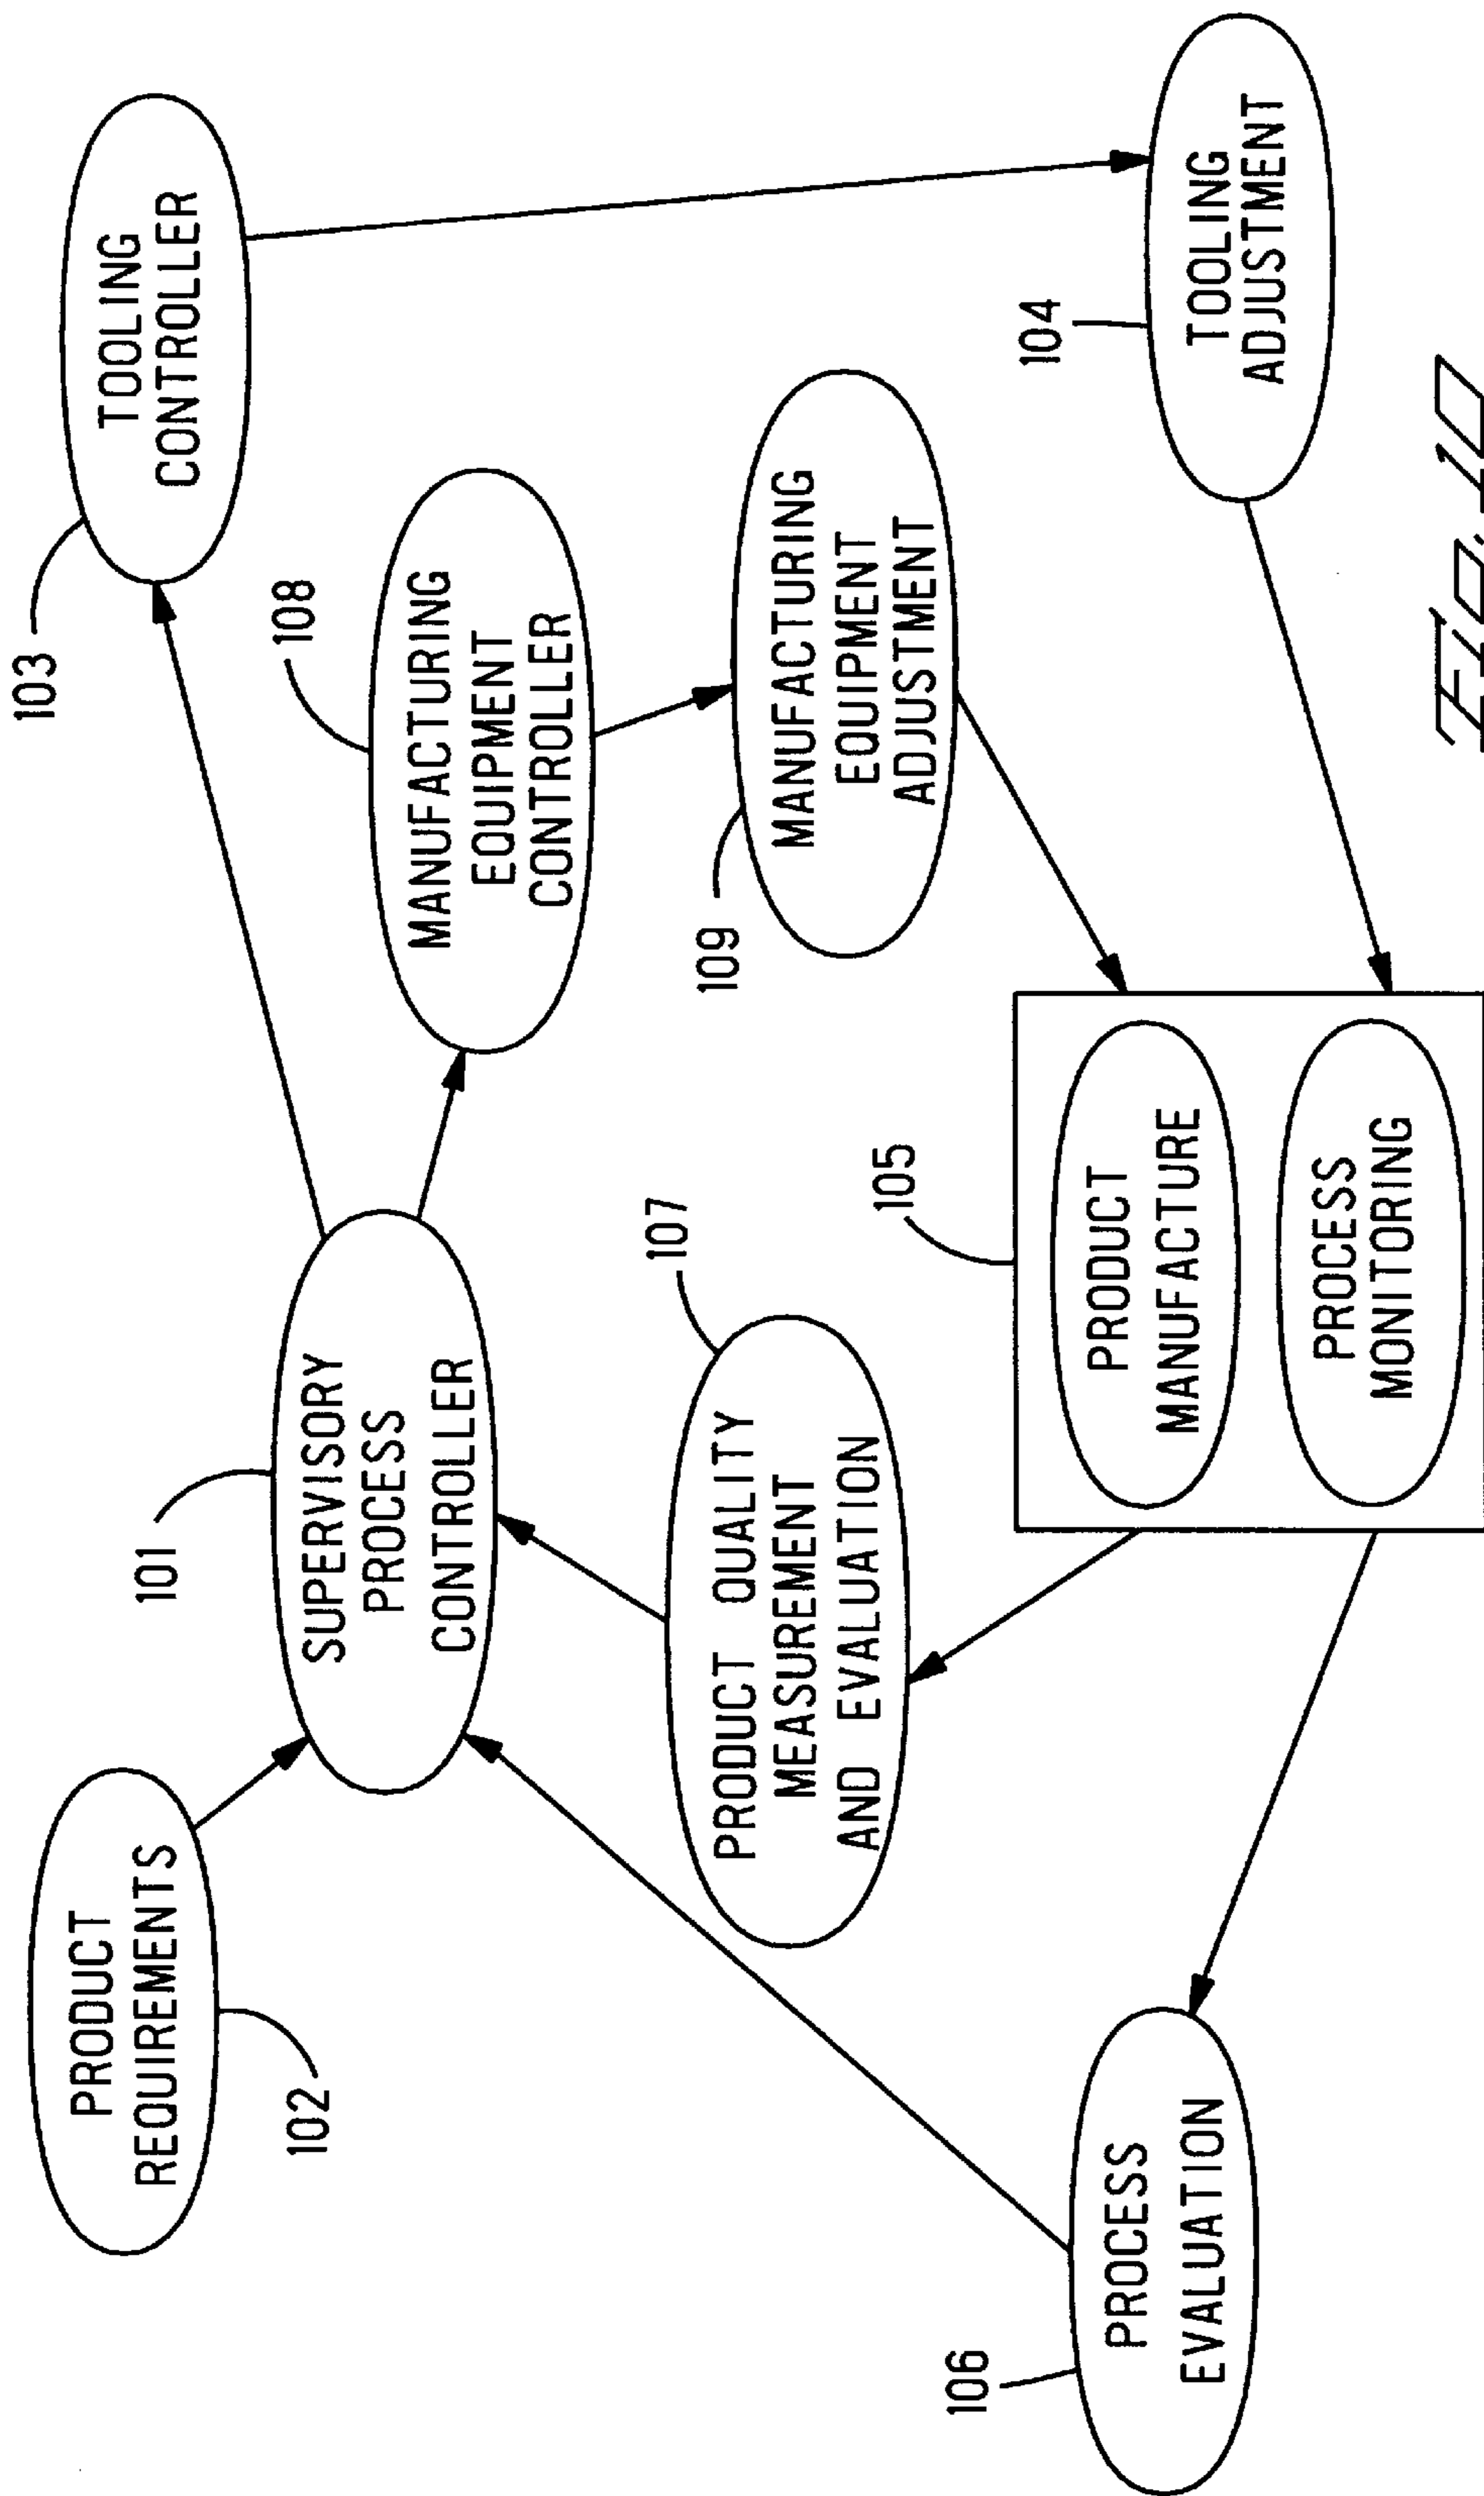 103
TOOLING
CONTROLLER
108
MANUFACTURING
EQUIPMENT
CONTROLLER
101
SUPERVISORY
PROCESS
CONTROLLER
PRODUCT
REQUIREMENTS
102
109
MANUFACTURING
EQUIPMENT
ADJUSTMENT
107
PRODUCT QUALITY
MEASUREMENT
AND EVALUATION
104
TOOLING
ADJUSTMENT
105
PRODUCT
MANUFACTURE
PROCESS
MONITORING
106
PROCESS
EVALUATION